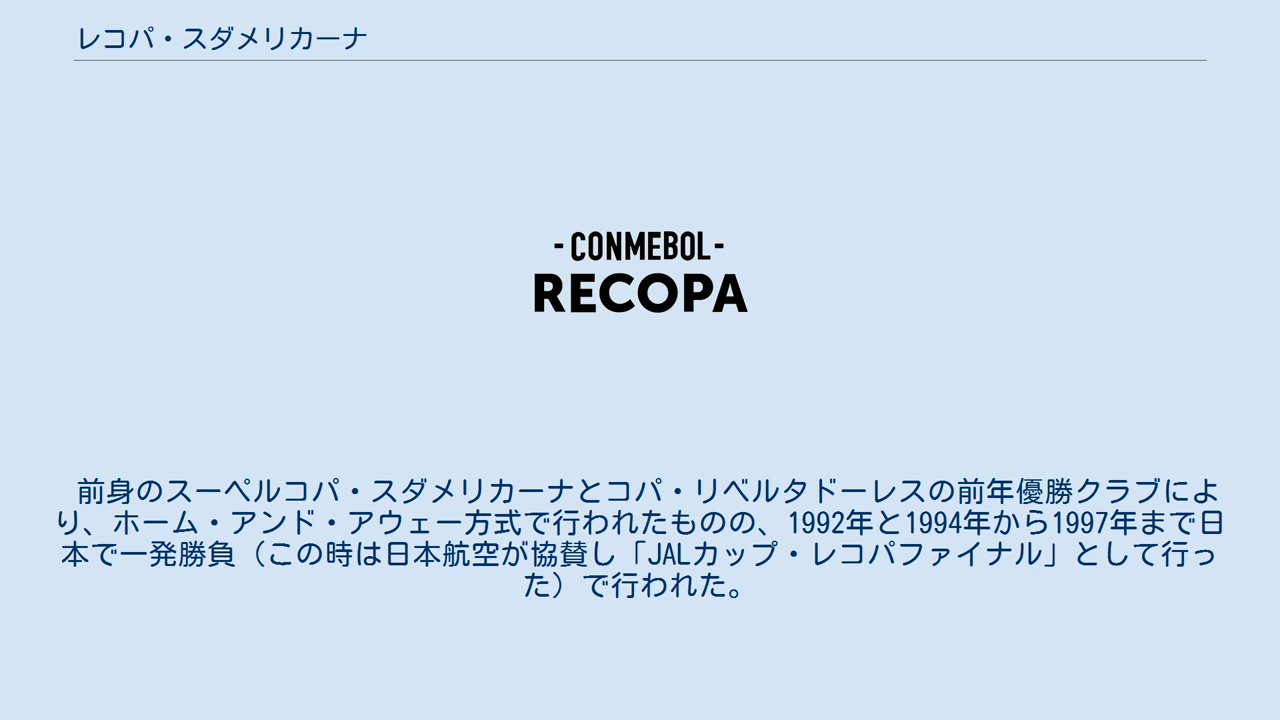 レコパ・スダメリカーナ
- CONMEBOL -
RECOPA
前身のスーペルコパ・スダメリカーナとコパ・リベルタドーレスの前年優勝クラブによ
り、ホーム・アンド・アウェー方式で行われたものの、1992年と1994年から1997年まで日
本で一発勝負（この時は日本航空が協賛し「JALカップ・レコパファイナル」として行っ
た）で行われた。